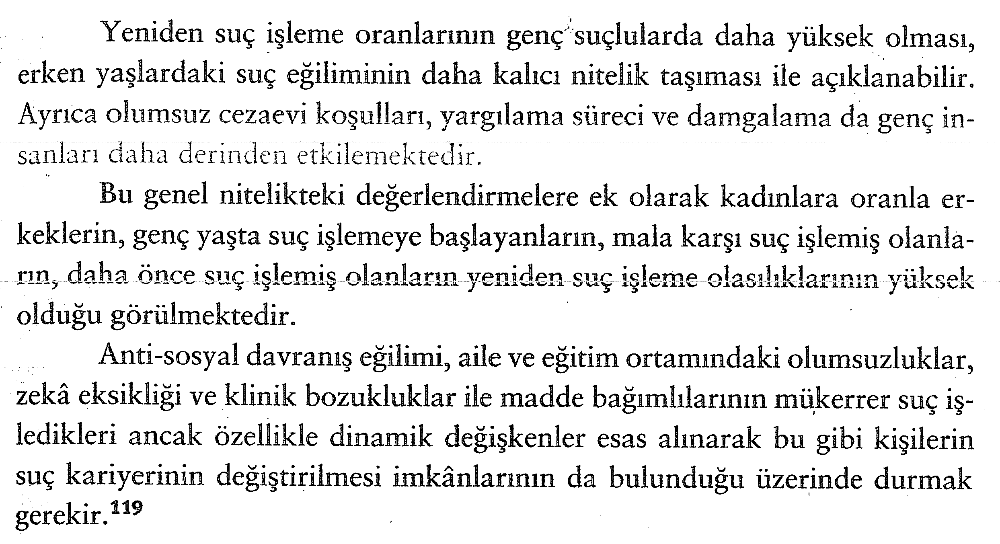 Yeniden suç işleme oranlarının genç suçlularda daha yüksek olması,
erken yaşlardaki suç eğiliminin daha kalıcı nitelik taşıması ile açıklanabilir.
Ayrıca olumsuz cezaevi koşulları, yargılama süreci ve damgalama da genç in-
sanları daha derinden etkilemektedir.
Bu genel nitelikteki değerlendirmelere ek olarak kadınlara oranla er-
keklerin, genç yaşta suç işlemeye başlayanların, mala karşı suç işlemiş olanla-
rın, daha önce suç işlemiş olanların yeniden suç işleme olasılıklarının yüksek
olduğu görülmektedir.
Anti-sosyal davranış eğilimi, aile ve eğitim ortamındaki olumsuzluklar,
zekâ eksikliği ve klinik bozukluklar ile madde bağımlılarının mükerrer suç iş-
ledikleri ancak özellikle dinamik değişkenler esas alınarak bu gibi kişilerin
suç kariyerinin değiştirilmesi imkânlarının da bulunduğu üzerinde durmak
gerekir.119